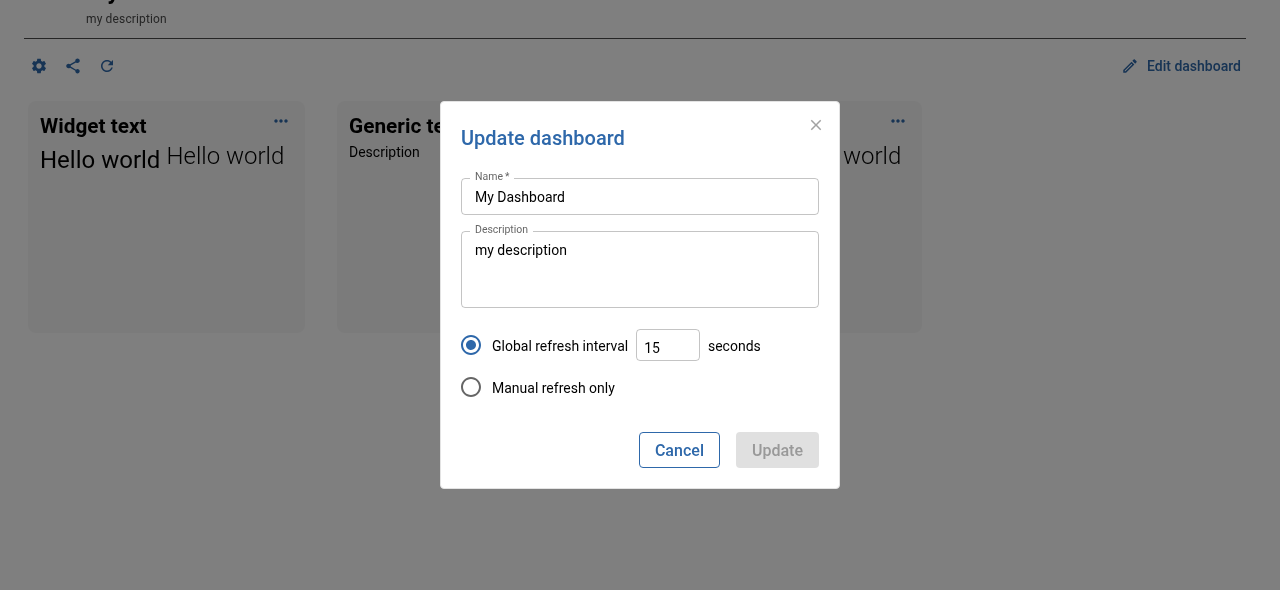 my description
Edit dashboard
Widget text
Hello world Hello world
Generic te
Description
world
Update dashboard
Name *
My Dashboard
Description
my description
Global refresh interval 15 seconds
Manual refresh only
Cancel Update